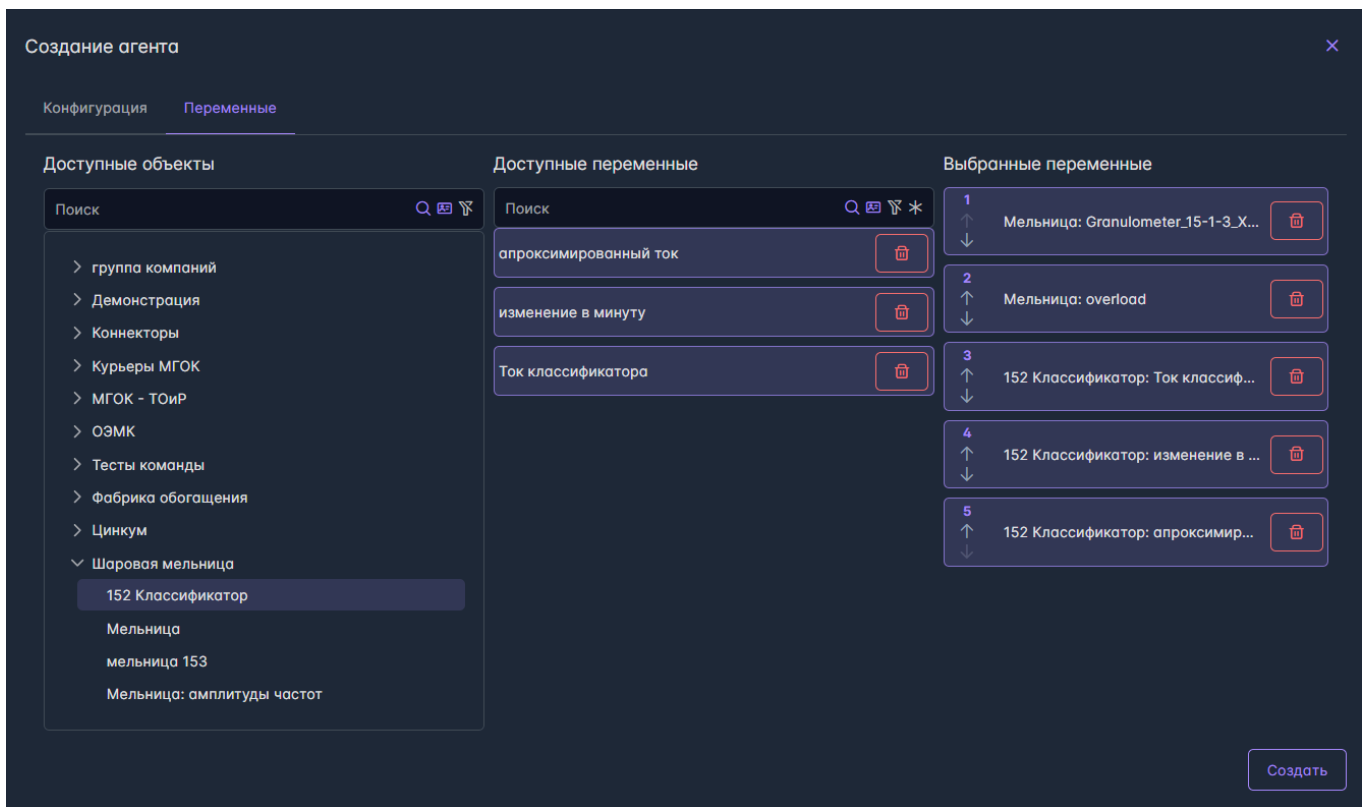 Создание агента
Конфигурация
Переменные
Доступные объекты
Поиск
группа компаний
Демонстрация
Коннекторы
Курьеры МГОК
МГОК - ТОиР
ОЭМК
Тесты команды
Фабрика обогащения
Цинкум
Шаровая мельница
152 Классификатор
Мельница
мельница 153
Мельница: амплитуды частот
Доступные переменные
Поиск
апроксимированный ток
изменение в минуту
Ток классификатора
Выбранные переменные
1
Мельница: Granulometer_15-1-3_X...
2
Мельница: overload
3
152 Классификатор: Ток классиф...
4
152 Классификатор: изменение в ...
5
152 Классификатор: апроксимир...
Создать